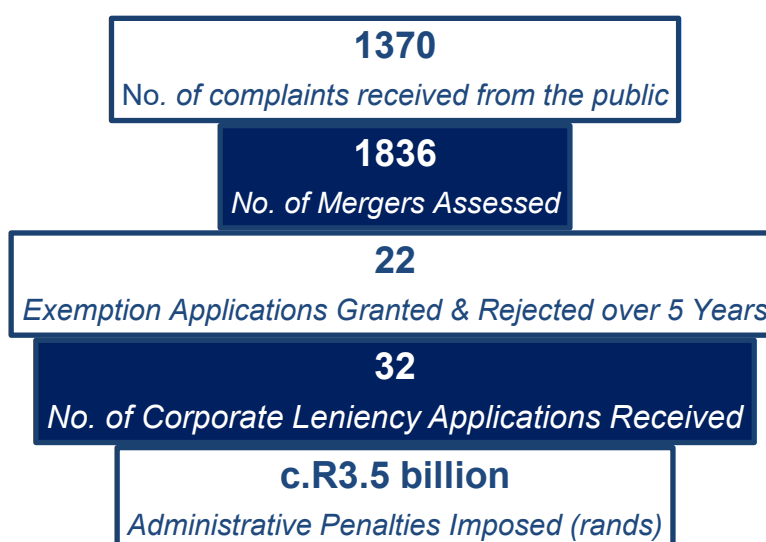 1370
No. of complaints received from the public
1836
No. of Mergers Assessed
22
Exemption Applications Granted & Rejected over 5 Years
32
No. of Corporate Leniency Applications Received
c.R3.5 billion
Administrative Penalties Imposed (rands)